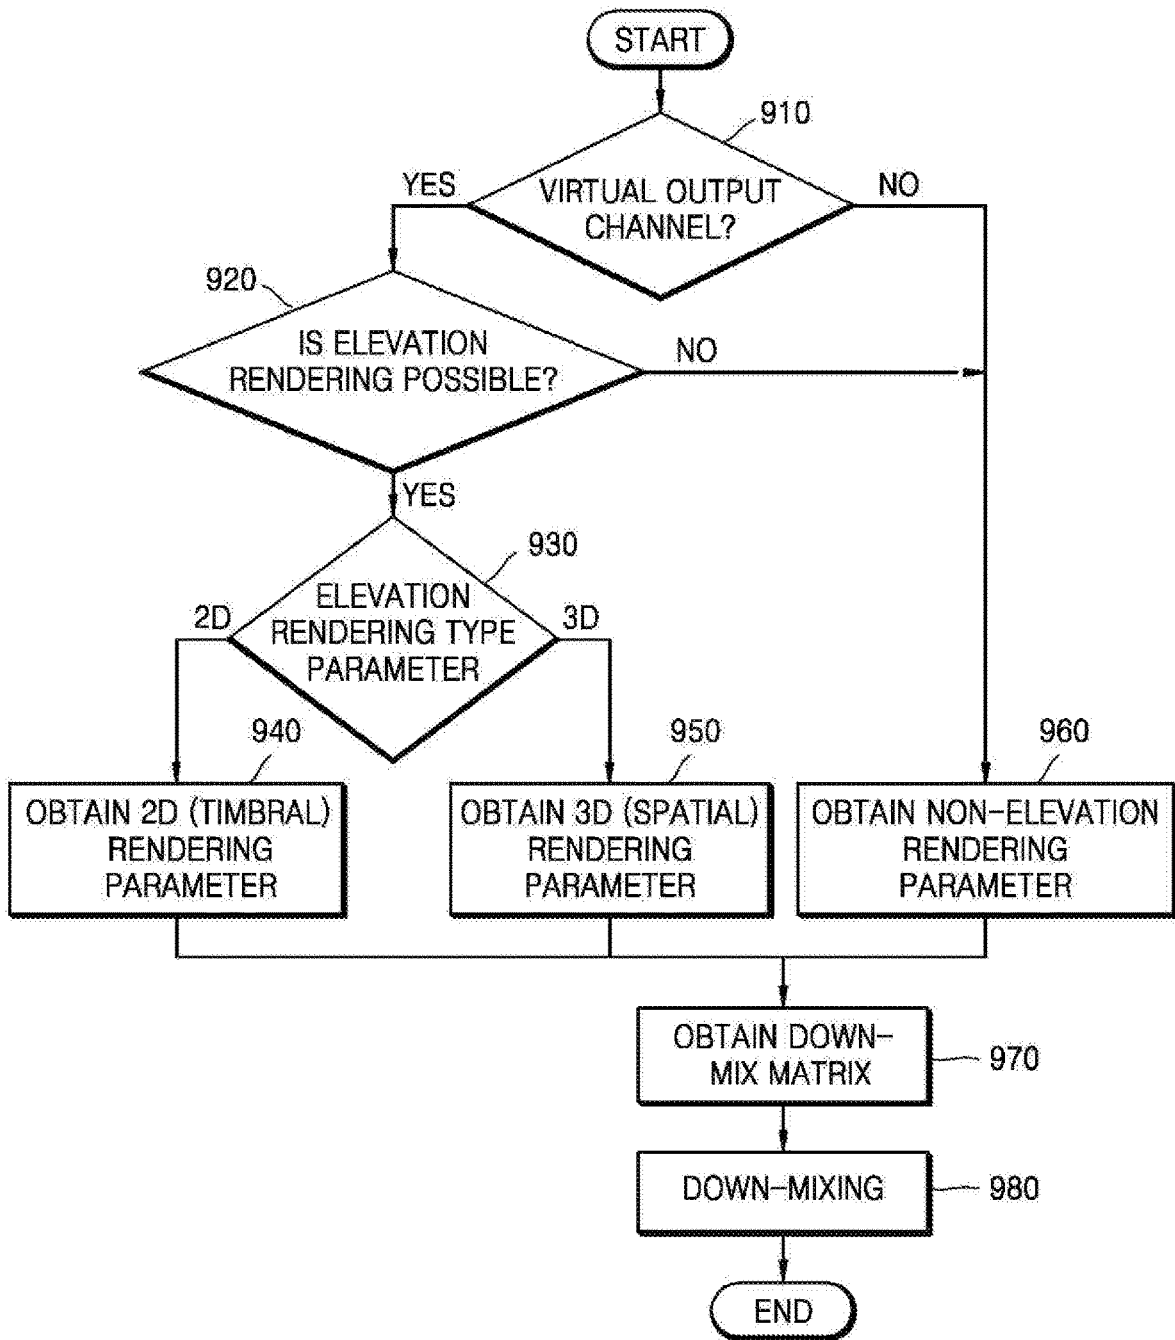 START
910
YES
VIRTUAL OUTPUT
CHANNEL?
NO
920
IS ELEVATION
RENDERING POSSIBLE?
NO
YES
930
2D
ELEVATION
RENDERING TYPE
PARAMETER
3D
940
OBTAIN 2D (TIMBRAL)
RENDERING
PARAMETER
950
OBTAIN 3D (SPATIAL)
RENDERING
PARAMETER
960
OBTAIN NON-ELEVATION
RENDERING
PARAMETER
OBTAIN DOWN-
MIX MATRIX
970
DOWN-MIXING
980
END